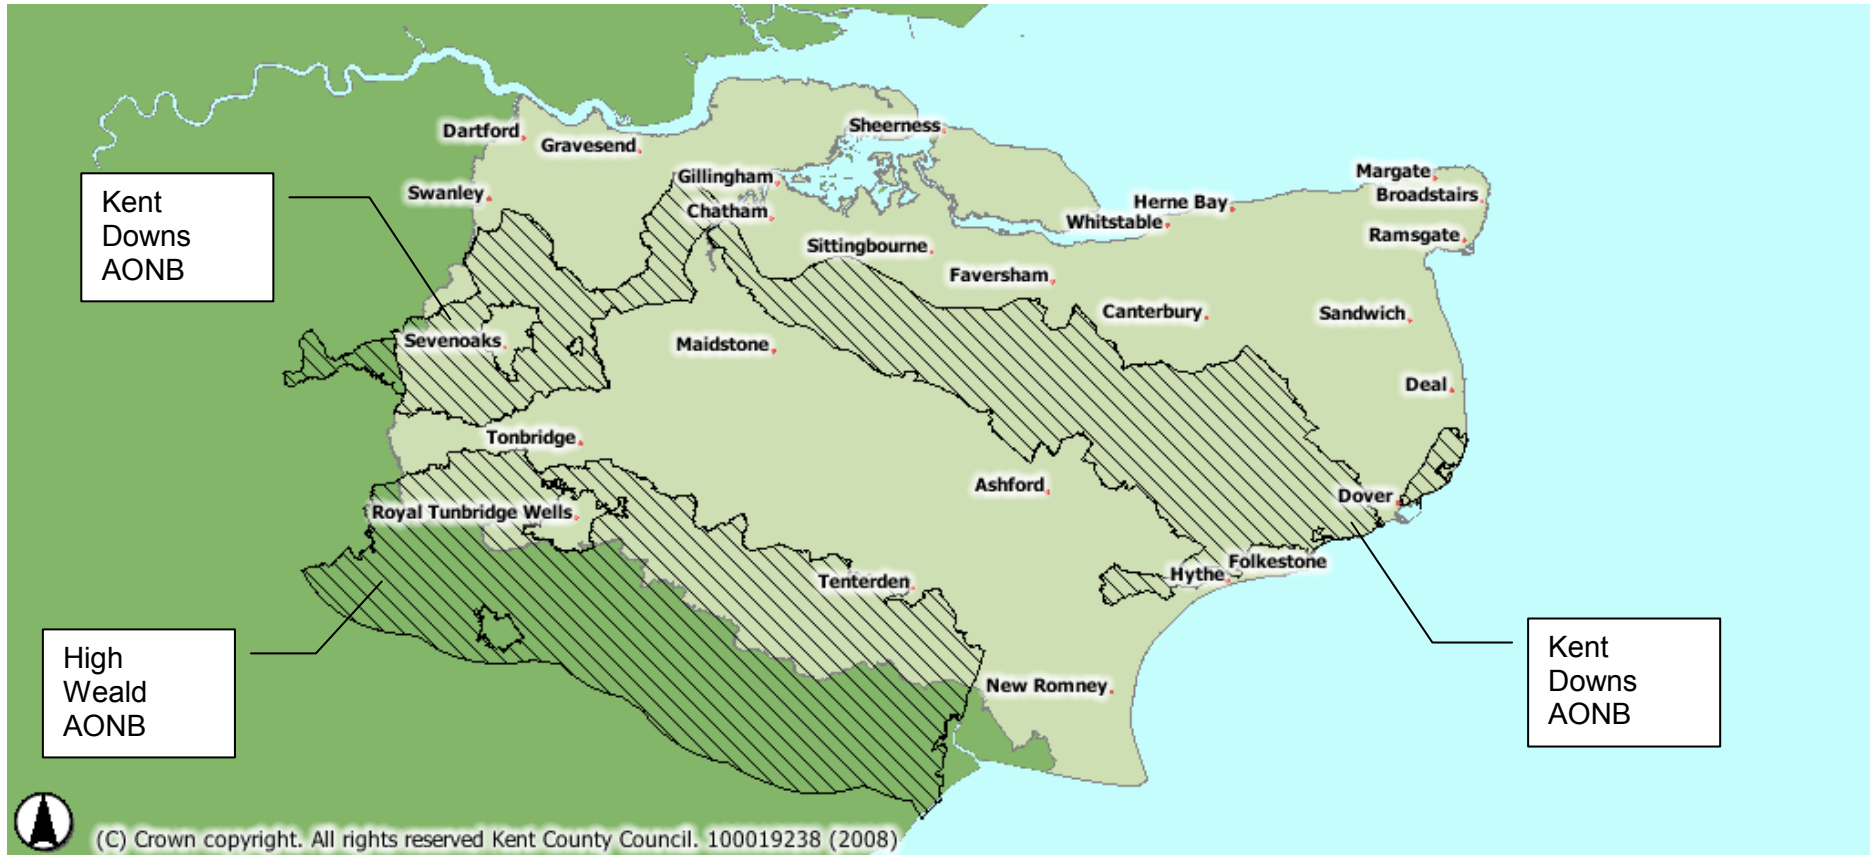 Sheerness
Dartford
Gravesend
Margate
Gillingham
Broadstairs
Swanley
Kent
Downs
AONB
Herne Bay
Chatham
Whitstable
Ramsgate
Sittingbourne
Faversham
Canterbury
Sandwich
Sevenoaks
Maidstone
Deal
Tonbridge
Ashford
Dover
Royal Tunbridge Wells
Folkestone
Hythe
Tenterden
High
Weald
AONB
Kent
Downs
AONB
New Romney
(C) Crown copyright. All rights reserved Kent County Council. 100019238 (2008)